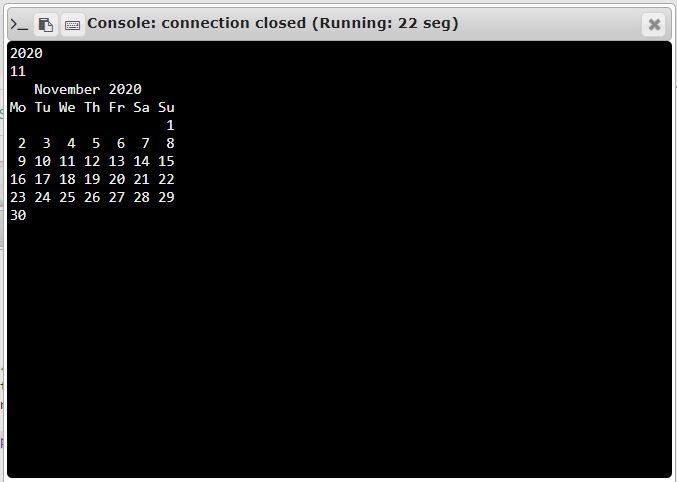 >_ Console: connection closed (Running: 22 seg)
2020
11
   November 2020
Mo Tu We Th Fr Sa Su
                   1
 2  3  4  5  6  7  8
 9 10 11 12 13 14 15
16 17 18 19 20 21 22
23 24 25 26 27 28 29
30